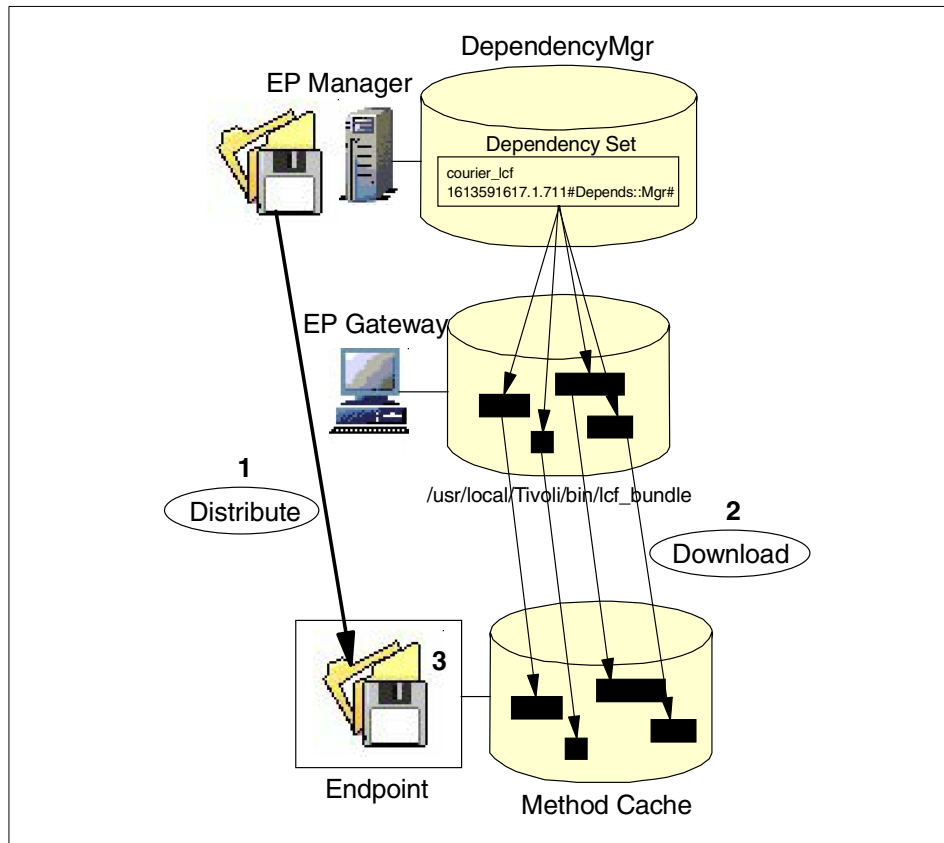 DependencyMgr
EP Manager
Dependency Set
courier_lcf
1613591617.1.711#Depends::Mgr#
EP Gateway
/usr/local/Tivoli/bin/lcf_bundle
1
Distribute
2
Download
3
Endpoint
Method Cache